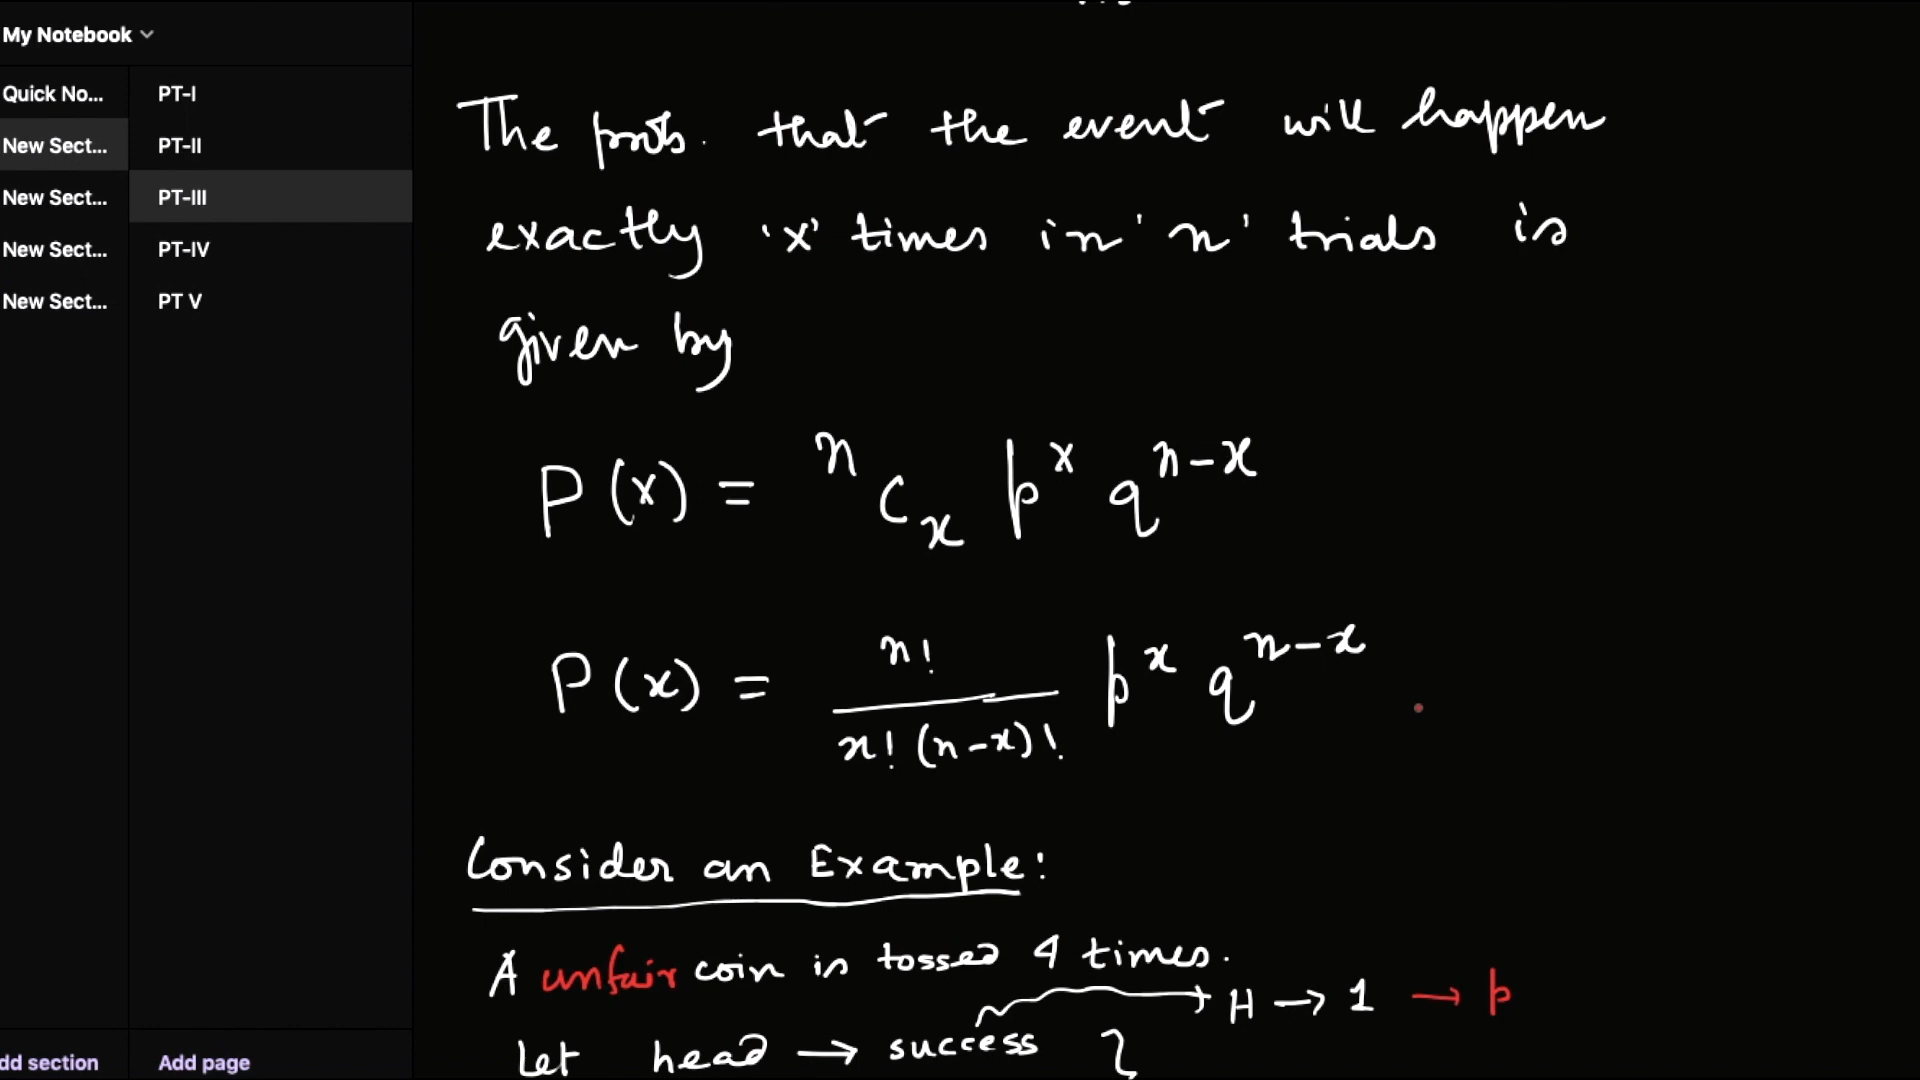 My Notebook
Quick No...
New Sect...
New Sect...
New Sect...
New Sect...
PT-I
PT-II
PT-III
PT-IV
PT V
dd section
Add page
The prob. that the event will happen
exactly 'x' times in 'n' trials is
given by
P(x) = ⁿCₓ pˣ qⁿ⁻ˣ
P(x) = n! / x!(n-x)! pˣ qⁿ⁻ˣ
Consider an Example:
A unfair coin is tossed 4 times.
H → 1 → p
Let head → success }